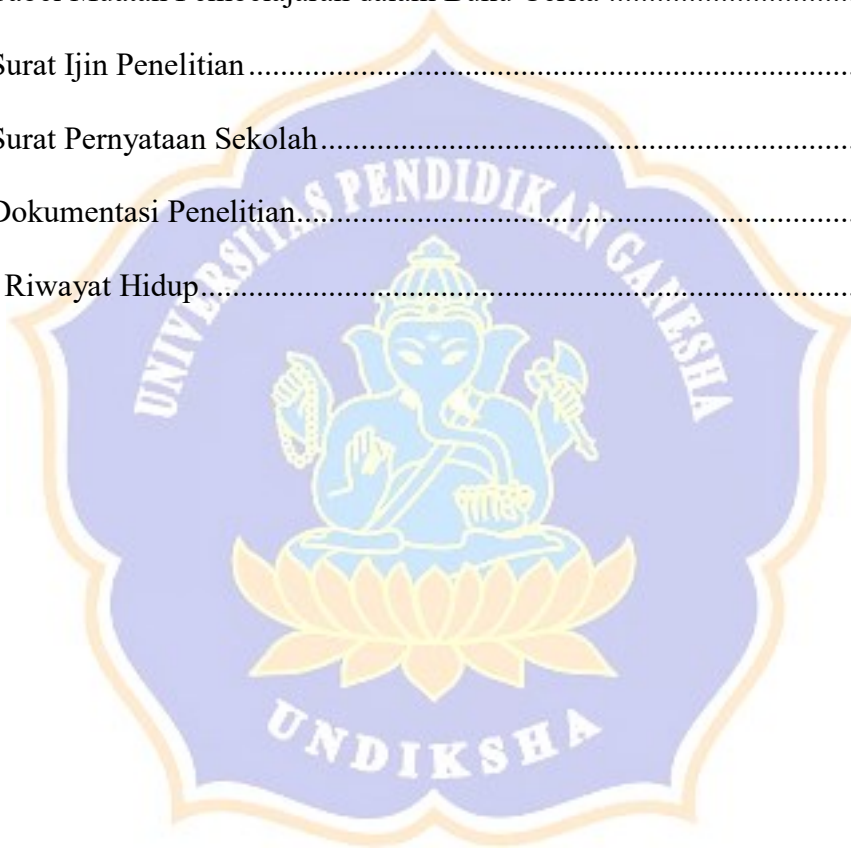 Surat Ijin Penelitian........................................................................
Surat Pernyataan Sekolah................................................................
Dokumentasi Penelitian...................................................................
Riwayat Hidup...............................................................................
UNIVERSITAS PENDIDIKAN GANESHA
UNDIKSHA